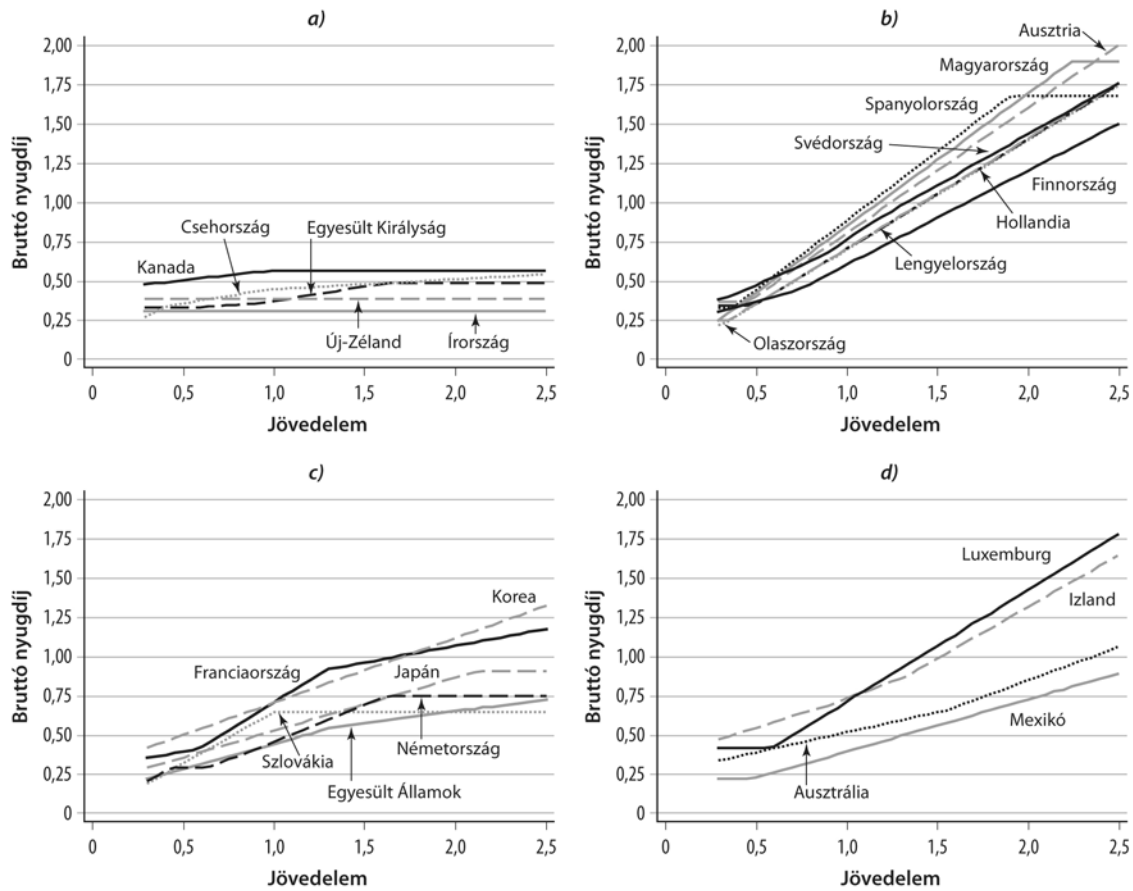 a)
Bruttó nyugdíj
2,00
1,75
1,50
1,25
1,00
0,75
0,50
0,25
0
Csehország
Egyesült Királyság
Kanada
Új-Zéland
Írország
0 0,5 1,0 1,5 2,0 2,5
Jövedelem
b)
Bruttó nyugdíj
2,00
1,75
1,50
1,25
1,00
0,75
0,50
0,25
0
Ausztria
Magyarország
Spanyolország
Svédország
Finnország
Hollandia
Lengyelország
Olaszország
0 0,5 1,0 1,5 2,0 2,5
Jövedelem
c)
Bruttó nyugdíj
2,00
1,75
1,50
1,25
1,00
0,75
0,50
0,25
0
Korea
Franciaország
Japán
Németország
Szlovákia
Egyesült Államok
0 0,5 1,0 1,5 2,0 2,5
Jövedelem
d)
Bruttó nyugdíj
2,00
1,75
1,50
1,25
1,00
0,75
0,50
0,25
0
Luxemburg
Izland
Mexikó
Ausztrália
0 0,5 1,0 1,5 2,0 2,5
Jövedelem